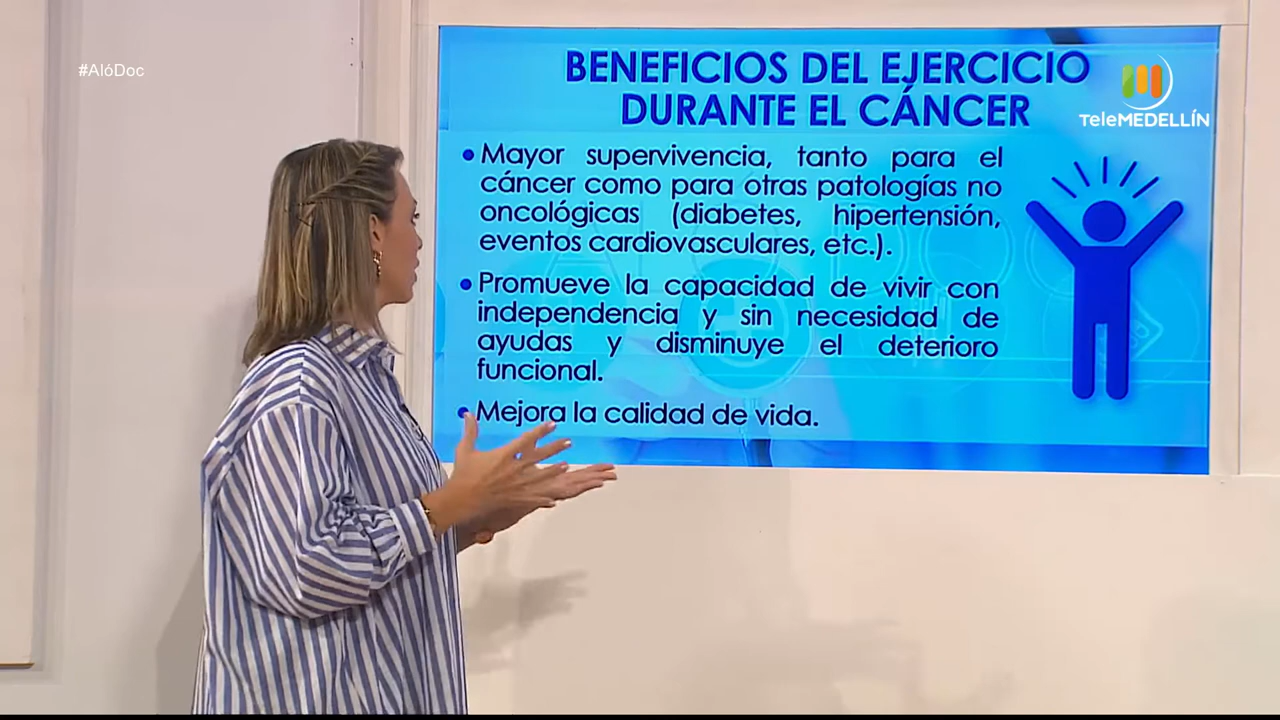 #AlóDoc
BENEFICIOS DEL EJERCICIO
DURANTE EL CÁNCER
TeleMEDELLÍN
• Mayor supervivencia, tanto para el
cáncer como para otras patologías no
oncológicas (diabetes, hipertensión,
eventos cardiovasculares, etc.).
• Promueve la capacidad de vivir con
independencia y sin necesidad de
ayudas y disminuye el deterioro
funcional.
• Mejora la calidad de vida.